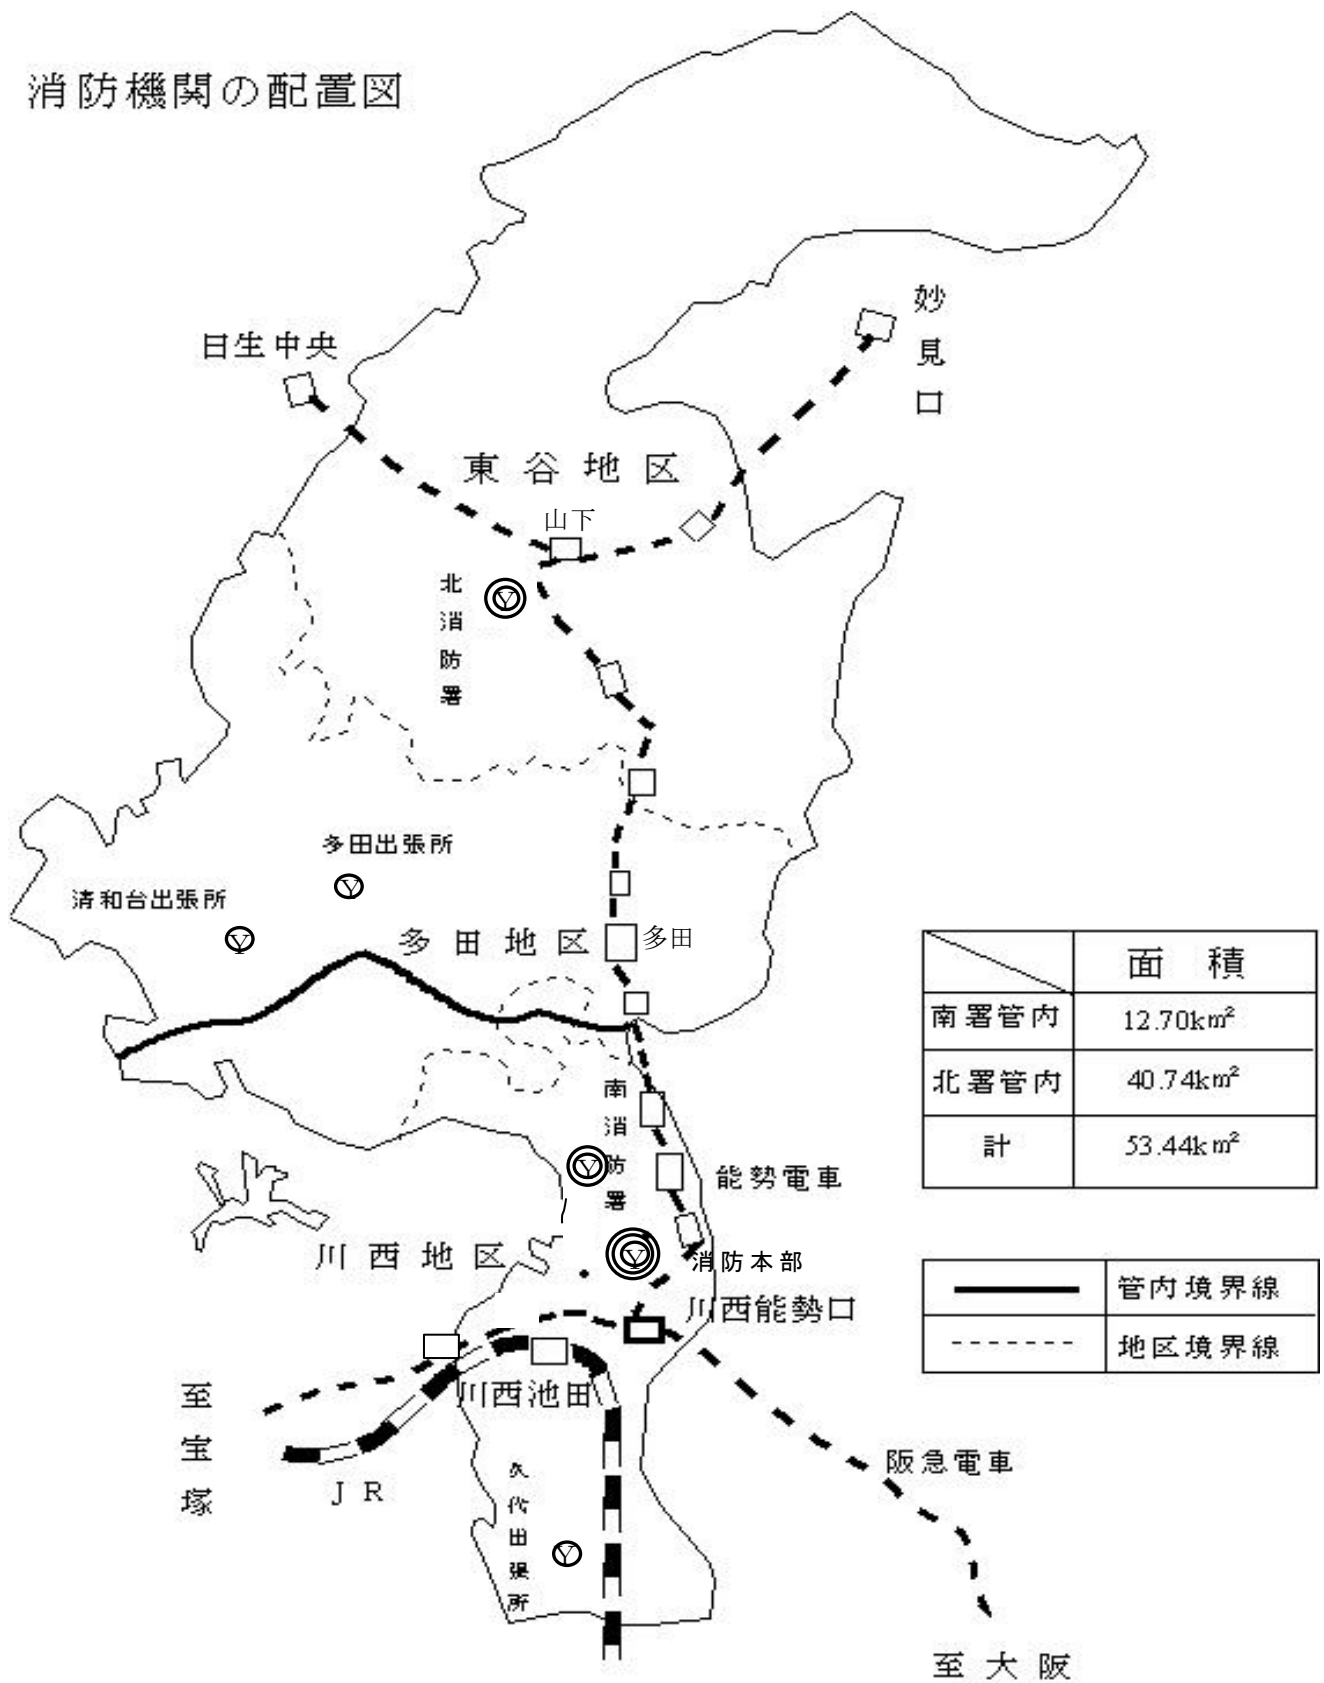 消防機関の配置図
妙見口
日生中央
東谷地区
山下
北消防署
多田出張所
清和台出張所
多田地区
多田
面　積
南署管内 12.70k㎡
北署管内 40.74k㎡
計 53.44k㎡
南消防署
Y
Y
Y
Y
Y
Y
能勢電車
川西地区
消防本部
川西能勢口
管内境界線
地区境界線
川西池田
至宝塚
JR
阪急電車
久代田張所
至大阪